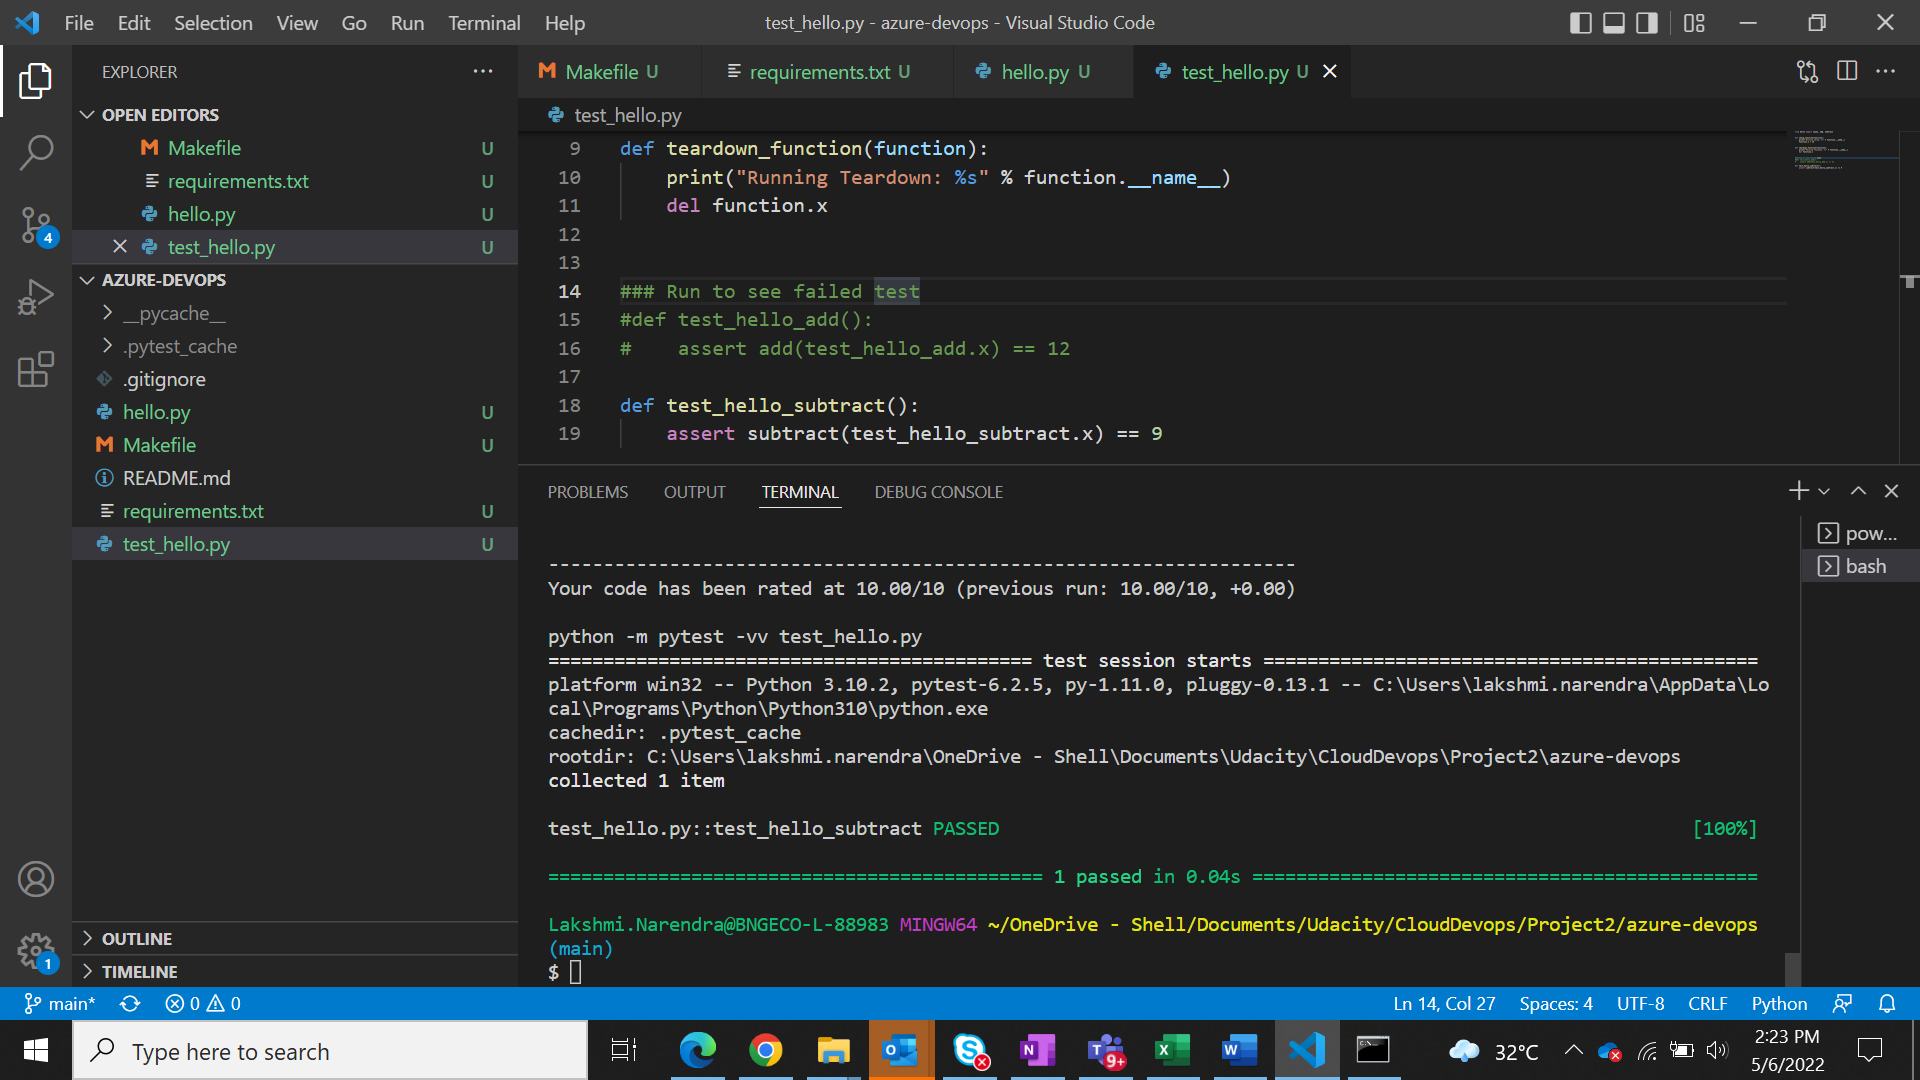 File Edit Selection View Go Run Terminal Help
test_hello.py - azure-devops - Visual Studio Code
EXPLORER
OPEN EDITORS
Makefile U
requirements.txt U
hello.py U
test_hello.py U
AZURE-DEVOPS
__pycache__
.pytest_cache
.gitignore
hello.py U
Makefile U
README.md
requirements.txt U
test_hello.py U
OUTLINE
TIMELINE
4
1
Makefile U
requirements.txt U
hello.py U
test_hello.py U
test_hello.py
9 def teardown_function(function):
10 print("Running Teardown: %s" % function.__name__)
11 del function.x
12
13
14 ### Run to see failed test
15 #def test_hello_add():
16 #    assert add(test_hello_add.x) == 12
17
18 def test_hello_subtract():
19 assert subtract(test_hello_subtract.x) == 9
PROBLEMS OUTPUT TERMINAL DEBUG CONSOLE
pow...
bash
--------------------------------------------------------------------
Your code has been rated at 10.00/10 (previous run: 10.00/10, +0.00)
python -m pytest -vv test_hello.py
============================================ test session starts =============================================
platform win32 -- Python 3.10.2, pytest-6.2.5, py-1.11.0, pluggy-0.13.1 -- C:\Users\lakshmi.narendra\AppData\Lo
cal\Programs\Python\Python310\python.exe
cachedir: .pytest_cache
rootdir: C:\Users\lakshmi.narendra\OneDrive - Shell\Documents\Udacity\CloudDevops\Project2\azure-devops
collected 1 item
test_hello.py::test_hello_subtract PASSED [100%]
============================================= 1 passed in 0.04s ==============================================
Lakshmi.Narendra@BNGECO-L-88983 MINGW64 ~/OneDrive - Shell/Documents/Udacity/CloudDevops/Project2/azure-devops
(main)
$
main* 0 0
Ln 14, Col 27 Spaces: 4 UTF-8 CRLF Python
Type here to search
9+
32°C
2:23 PM
5/6/2022